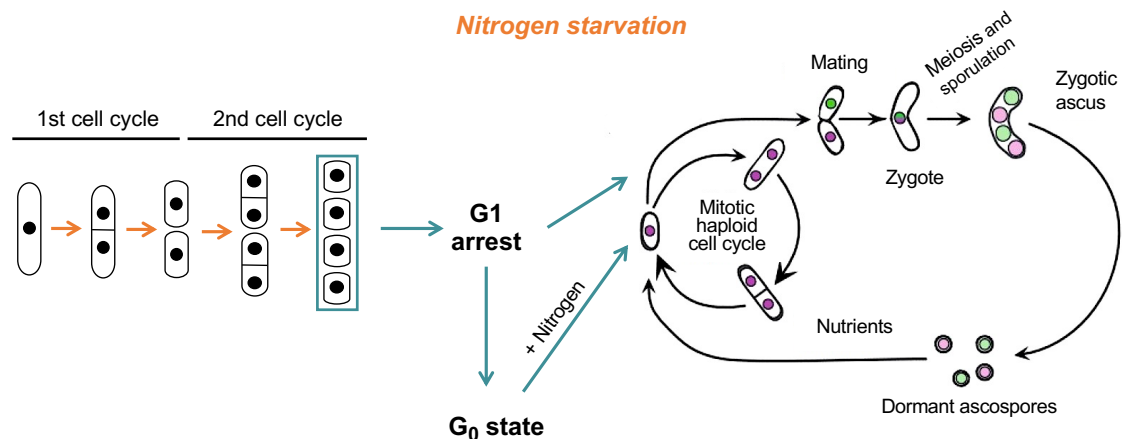 Nitrogen starvation
1st cell cycle
2nd cell cycle
G1
arrest
+ Nitrogen
G0 state
Mating
Meiosis and
sporulation
Zygotic
ascus
Zygote
Mitotic
haploid
cell cycle
Nutrients
Dormant ascospores